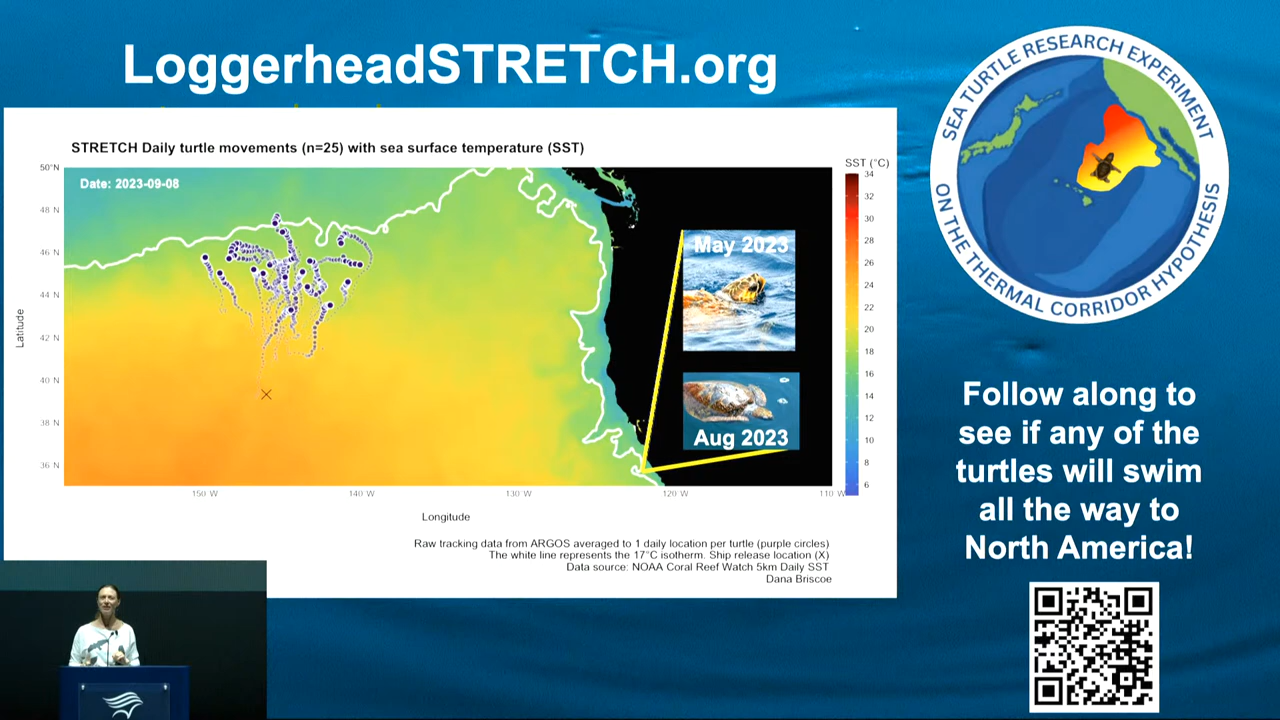 LoggerheadSTRETCH.org
STRETCH Daily turtle movements (n=25) with sea surface temperature (SST)
SST (°C)
Date: 2023-09-08
50°N
48 N
46 N
44 N
42 N
40 N
38 N
36 N
Latitude
150 W
140 W
130 W
120 W
110 W
Longitude
34
32
30
28
26
24
22
20
18
16
14
12
10
8
6
May 2023
Aug 2023
Raw tracking data from ARGOS averaged to 1 daily location per turtle (purple circles)
The white line represents the 17°C isotherm. Ship release location (X)
Data source: NOAA Coral Reef Watch 5km Daily SST
Dana Briscoe
SEA TURTLE RESEARCH EXPERIMENT
ON THE THERMAL CORRIDOR HYPOTHESIS
Follow along to
see if any of the
turtles will swim
all the way to
North America!